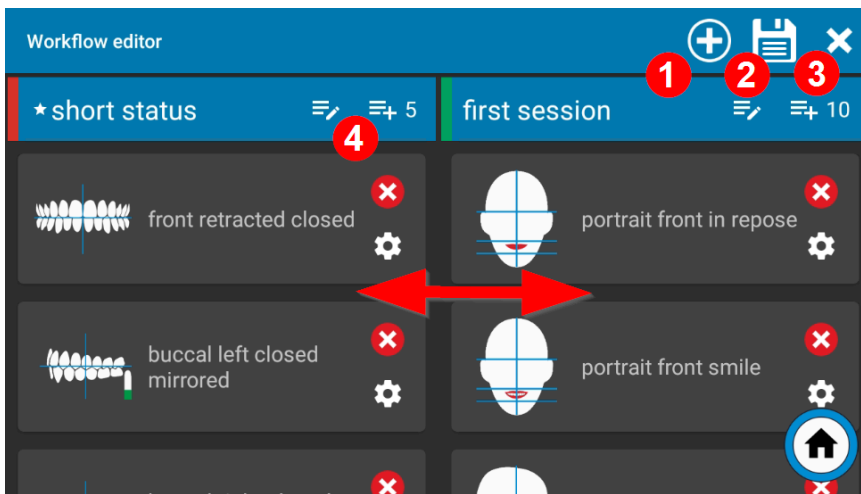 Workflow editor
1
2
3
short status
5
first session
10
4
front retracted closed
portrait front in repose
buccal left closed
mirrored
portrait front smile